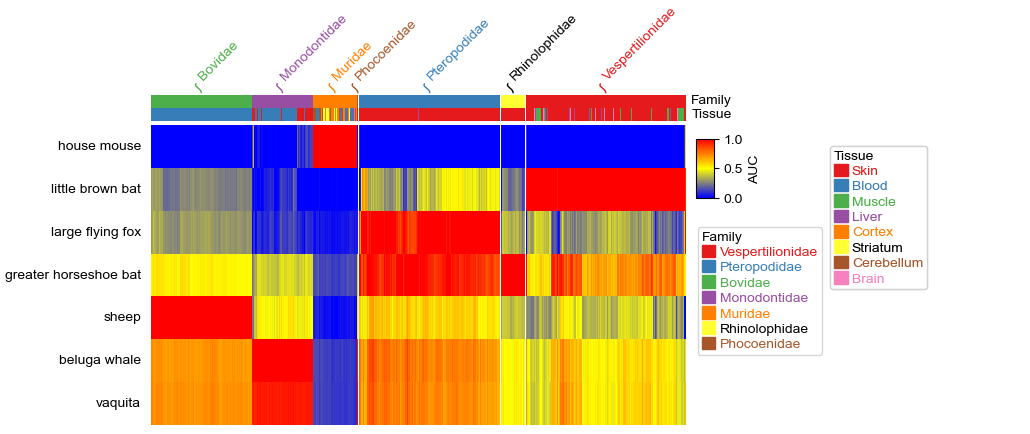 Bovidae
Monodontidae
Muridae
Phocoenidae
Pteropodidae
Rhinolophidae
Vespertilionidae
Family
Tissue
house mouse
little brown bat
large flying fox
greater horseshoe bat
sheep
beluga whale
vaquita
1.0
0.5
0.0
AUC
Family
Vespertilionidae
Pteropodidae
Bovidae
Monodontidae
Muridae
Rhinolophidae
Phocoenidae
Tissue
Skin
Blood
Muscle
Liver
Cortex
Striatum
Cerebellum
Brain